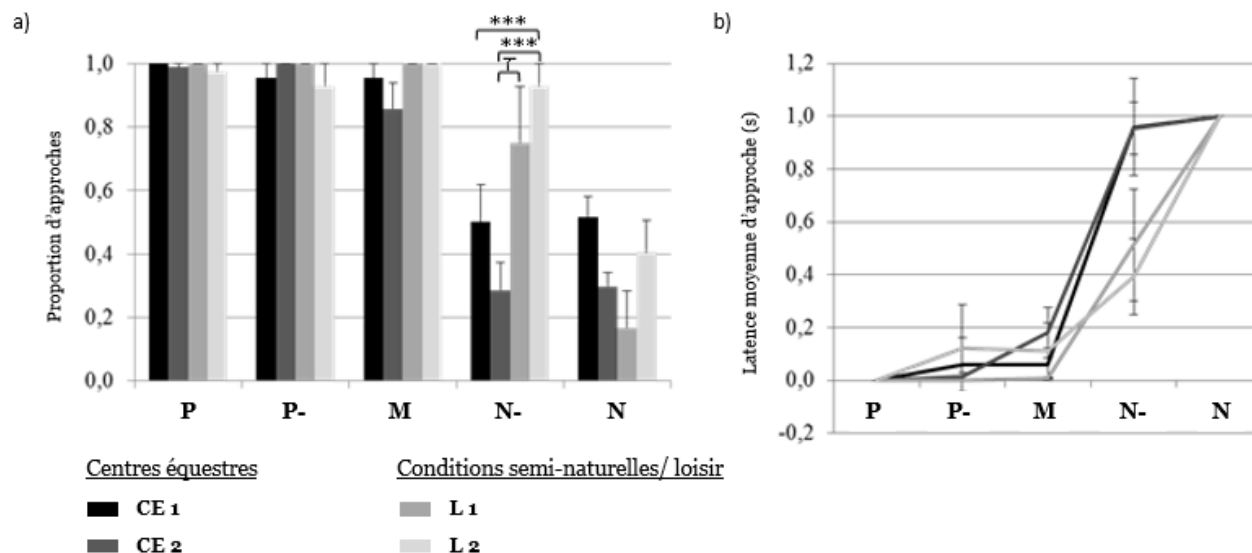 a)
Proportion d'approches
1,0
0,8
0,6
0,4
0,2
0,0
***
***
T
P P- M N- N
Centres équestres
CE 1
CE 2
Conditions semi-naturelles/ loisir
L 1
L 2
b)
Latence moyenne d'approche (s)
1,2
1,0
0,8
0,6
0,4
0,2
0,0
-0,2
P P- M N- N